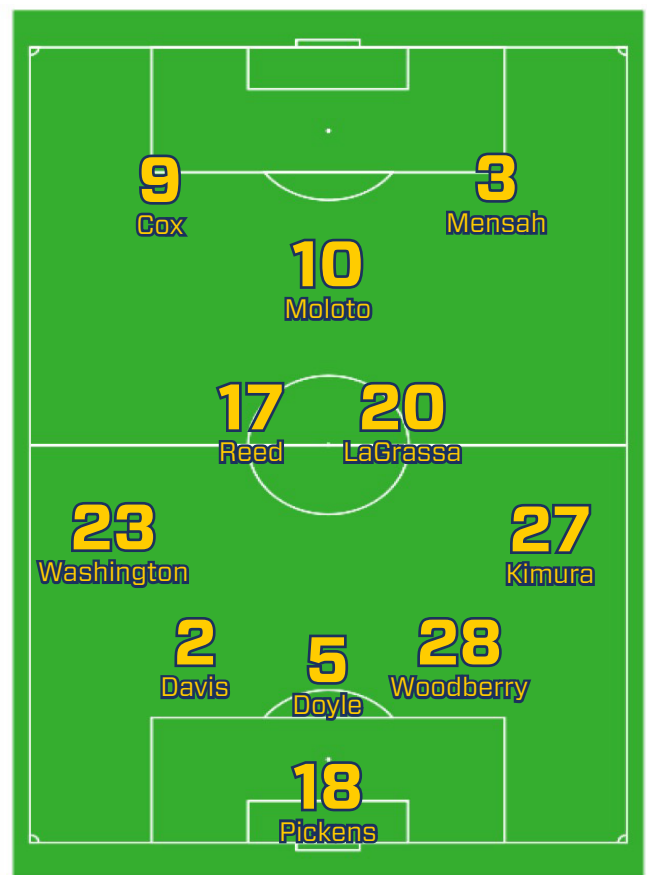 9
Cox
3
Mensah
10
Moloto
17
Reed
20
LaGrassa
23
Washington
27
Kimura
2
Davis
5
Doyle
28
Woodberry
18
Pickens